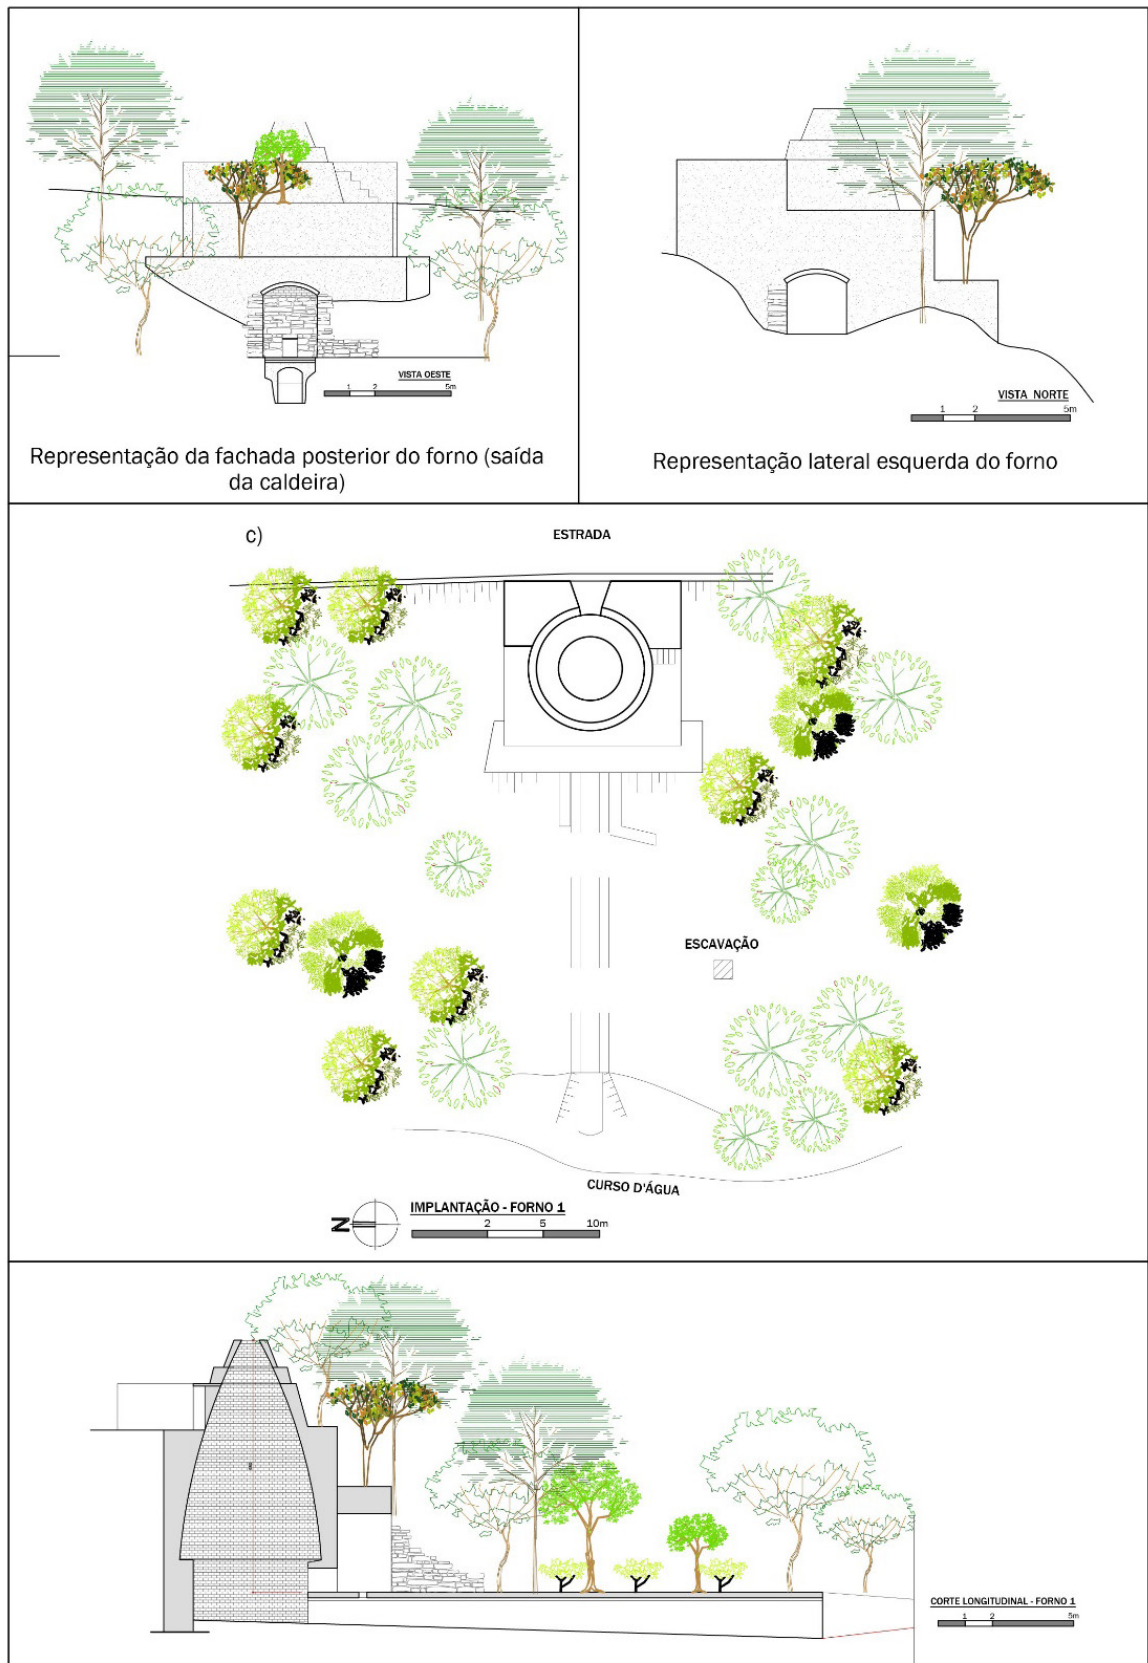 VISTA OESTE
1 2 5m
Representação da fachada posterior do forno (saída
da caldeira)
VISTA NORTE
1 2 5m
Representação lateral esquerda do forno
c)
ESTRADA
ESCAVAÇÃO
CURSO D'ÁGUA
N
IMPLANTAÇÃO - FORNO 1
2 5 10m
CORTE LONGITUDINAL - FORNO 1
1 2 5m